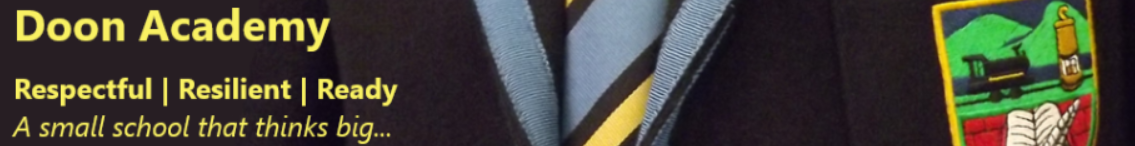 Doon Academy
Respectful | Resilient | Ready
A small school that thinks big...